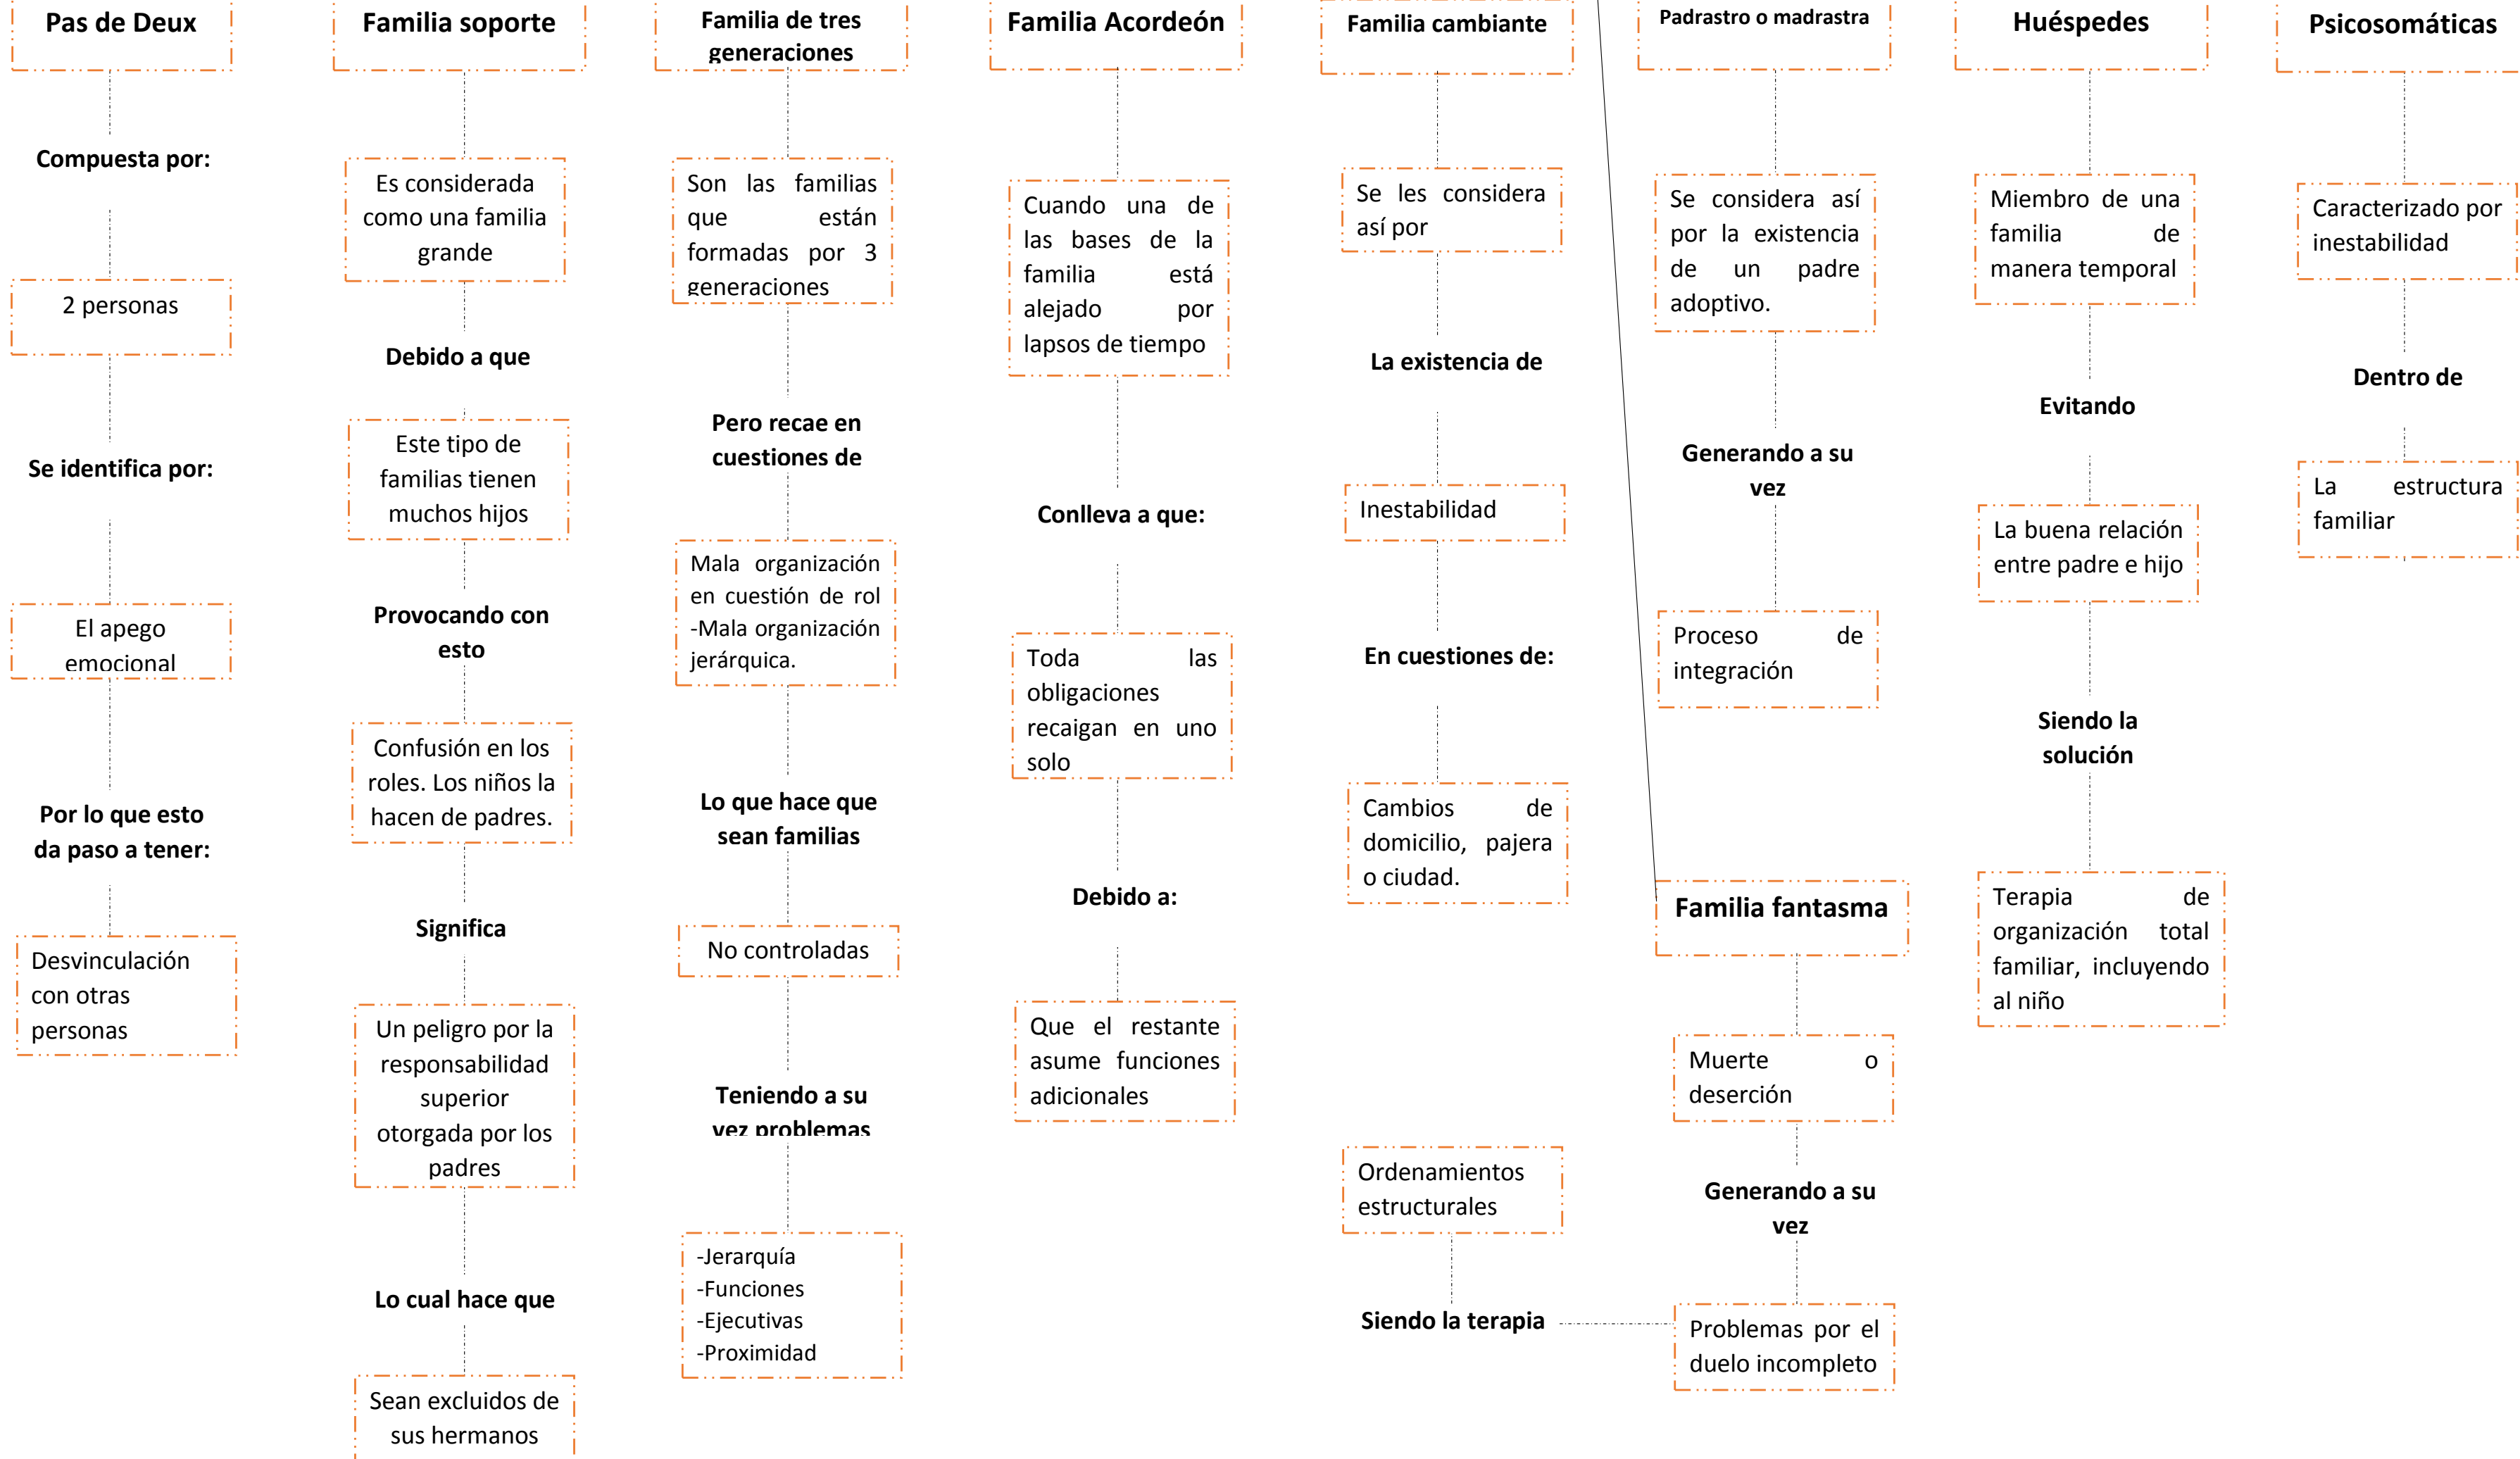 Pas de Deux
Compuesta por:
2 personas
Se identifica por:
El apego
emocional
Por lo que esto
da paso a tener:
Desvinculación
con otras
personas
Familia soporte
Es considerada
como una familia
grande
Debido a que
Este tipo de
familias tienen
muchos hijos
Provocando con
esto
Confusión en los
roles. Los niños la
hacen de padres.
Significa
Un peligro por la
responsabilidad
superior
otorgada por los
padres
Lo cual hace que
Sean excluidos de
sus hermanos
Familia de tres
generaciones
Son las familias
que están
formadas por 3
generaciones
Pero recae en
cuestiones de
Mala organización
en cuestión de rol
-Mala organización
jerárquica.
Lo que hace que
sean familias
No controladas
Teniendo a su
vez problemas
-Jerarquía
-Funciones
-Ejecutivas
-Proximidad
Familia Acordeón
Cuando una de
las bases de la
familia está
alejado por
lapsos de tiempo
Conlleva a que:
Toda las
obligaciones
recaigan en uno
solo
Debido a:
Que el restante
asume funciones
adicionales
Familia cambiante
Se les considera
así por
La existencia de
Inestabilidad
En cuestiones de:
Cambios de
domicilio, pajera
o ciudad.
Padrastro o madrastra
Se considera así
por la existencia
de un padre
adoptivo.
Generando a su
vez
Proceso de
integración
Familia fantasma
Muerte o
deserción
Generando a su
vez
Problemas por el
duelo incompleto
Siendo la terapia
Ordenamientos
estructurales
Huéspedes
Miembro de una
familia de
manera temporal
Evitando
La buena relación
entre padre e hijo
Siendo la
solución
Terapia de
organización total
familiar, incluyendo
al niño
Psicosomáticas
Caracterizado por
inestabilidad
Dentro de
La estructura
familiar